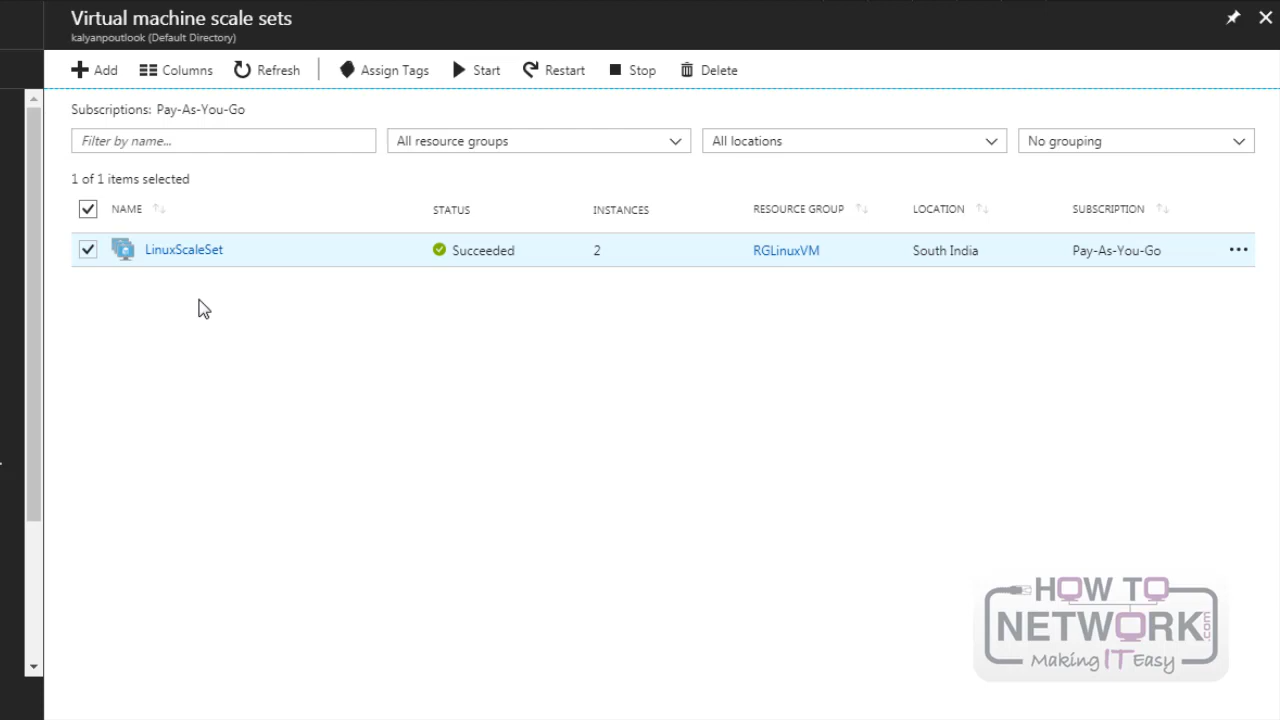 Virtual machine scale sets
kalyanpoutlook (Default Directory)
Add Columns Refresh Assign Tags Start Restart Stop Delete
Subscriptions: Pay-As-You-Go
Filter by name... All resource groups All locations No grouping
1 of 1 items selected
NAME STATUS INSTANCES RESOURCE GROUP LOCATION SUBSCRIPTION
LinuxScaleSet Succeeded 2 RGLinuxVM South India Pay-As-You-Go
HOW TO
NETWORK.com
Making IT Easy